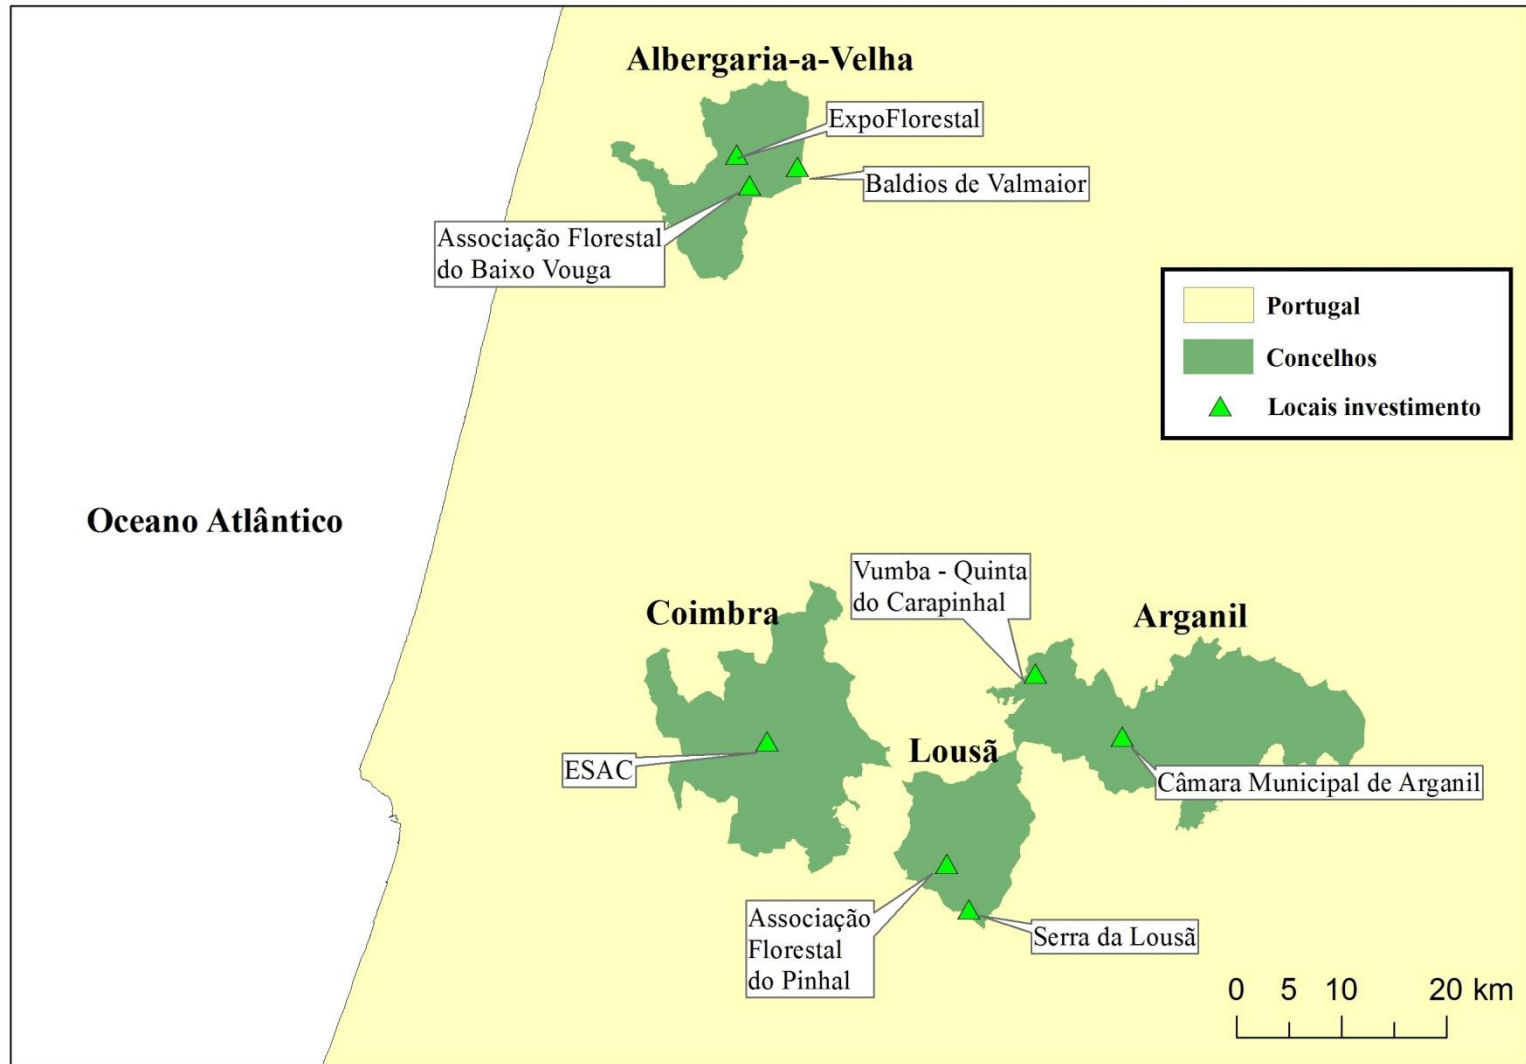 Albergaria-a-Velha
ExpoFlorestal
Baldios de Valmaior
Associação Florestal
do Baixo Vouga
Portugal
Concelhos
Locais investimento
Oceano Atlântico
Vumba - Quinta
do Carapinhal
Coimbra
Arganil
Lousã
ESAC
Câmara Municipal de Arganil
Associação
Florestal
do Pinhal
Serra da Lousã
0 5 10 20 km